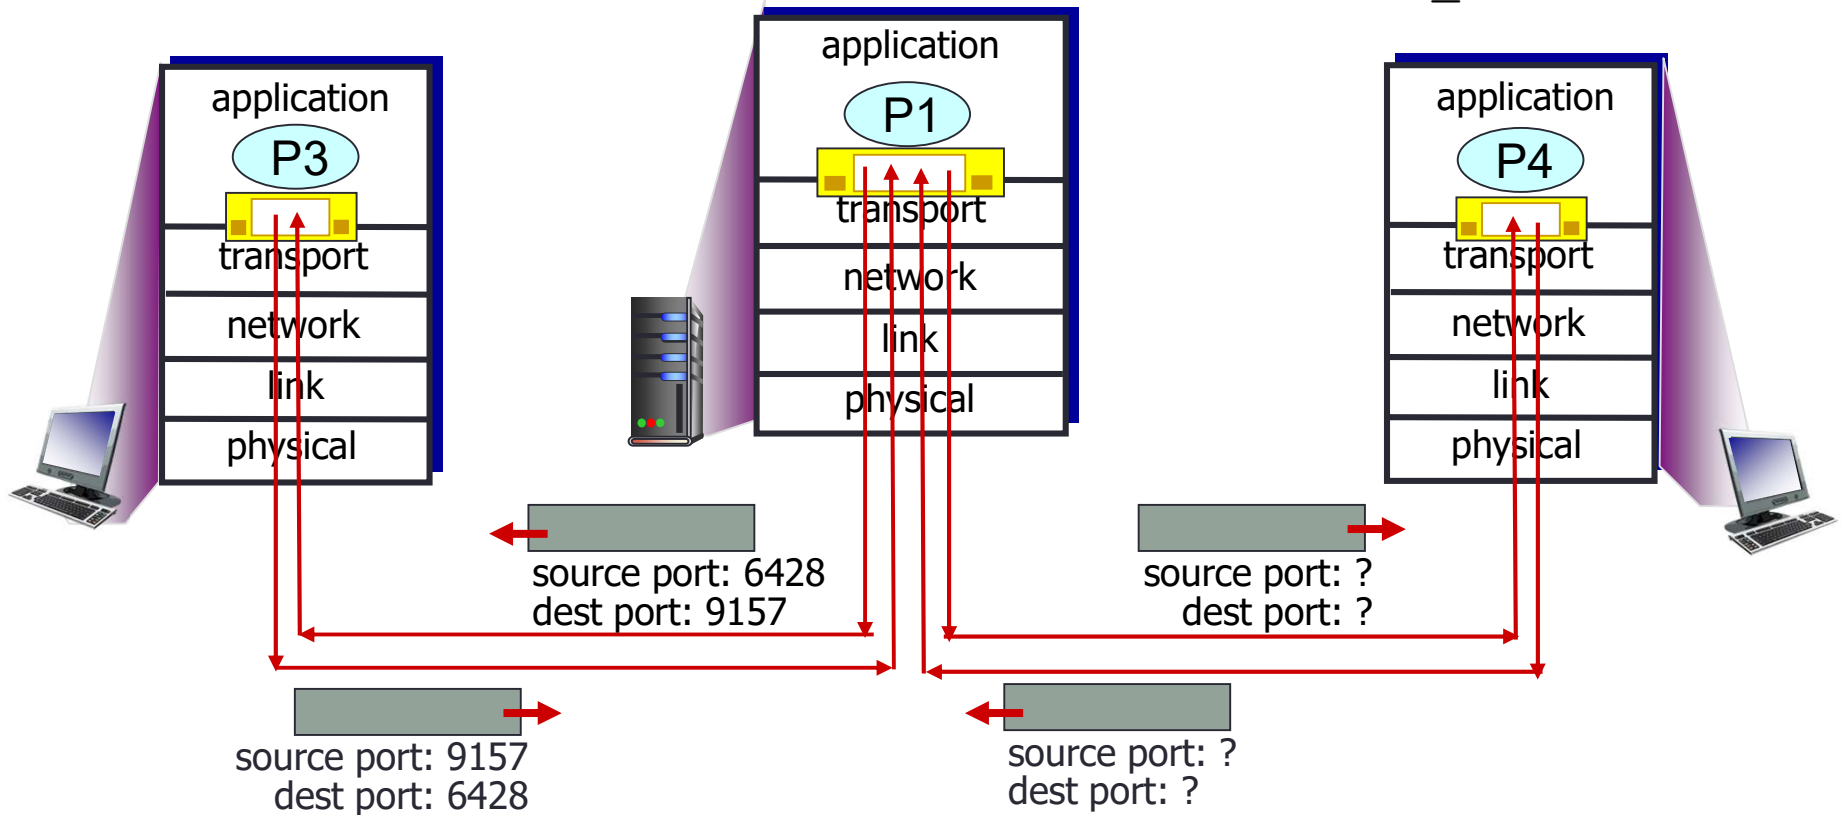 application
P3
transport
network
link
physical
application
P1
transport
network
link
physical
application
P4
transport
network
link
physical
source port: 6428
dest port: 9157
source port: ?
dest port: ?
source port: 9157
dest port: 6428
source port: ?
dest port: ?